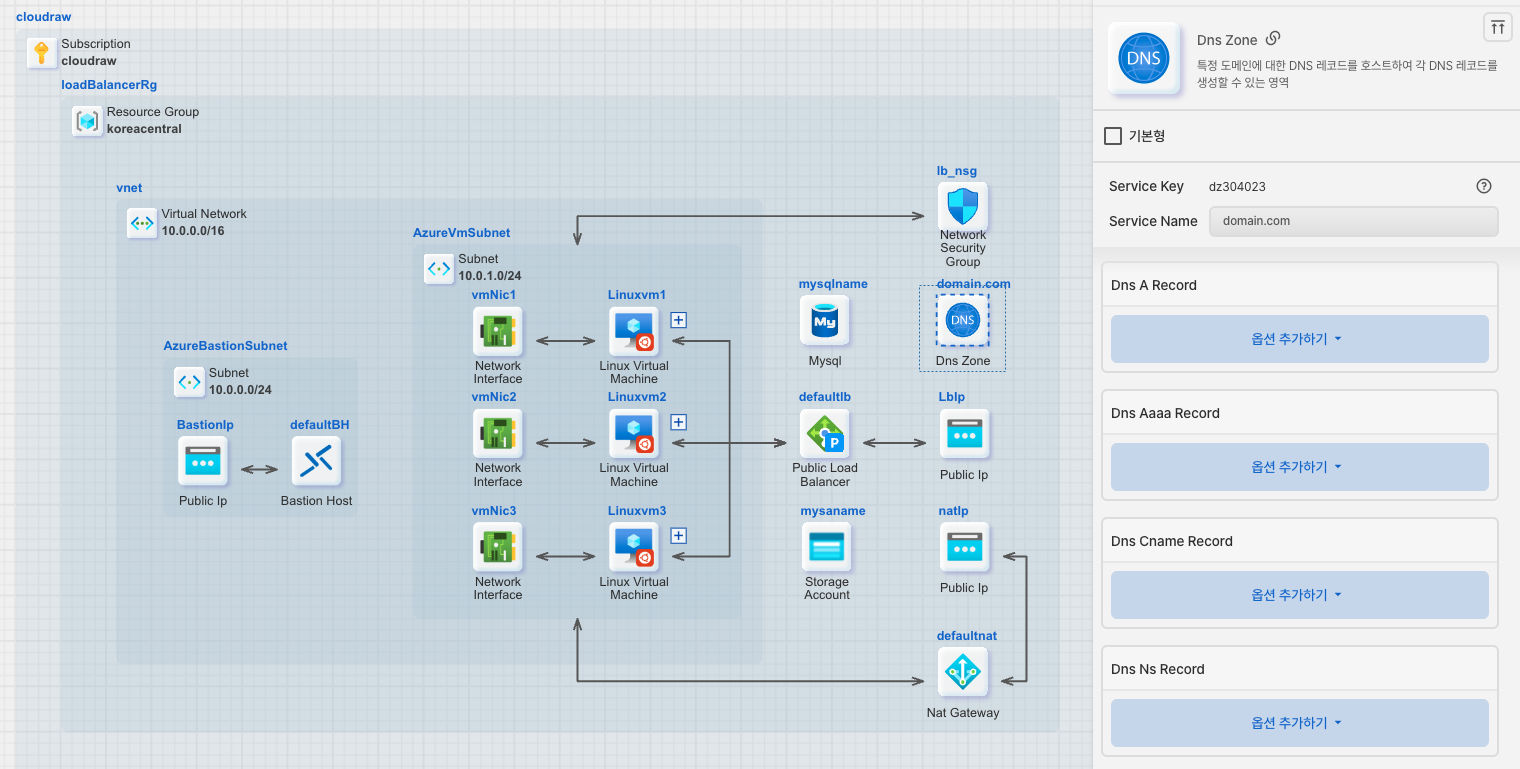 cloudraw
Subscription
cloudraw
loadBalancerRg
Resource Group
koreacentral
vnet
Virtual Network
10.0.0.0/16
AzureBastionSubnet
Subnet
10.0.0.0/24
BastionIp
Public Ip
defaultBH
Bastion Host
AzureVmSubnet
Subnet
10.0.1.0/24
vmNic1
Network
Interface
Linuxvm1
Linux Virtual
Machine
vmNic2
Network
Interface
Linuxvm2
Linux Virtual
Machine
vmNic3
Network
Interface
Linuxvm3
Linux Virtual
Machine
lb_nsg
Network
Security
Group
mysqlname
My
Mysql
domain.com
DNS
Dns Zone
defaultlb
P
Public Load
Balancer
LbIp
Public Ip
mysaname
Storage
Account
natIp
Public Ip
defaultnat
Nat Gateway
DNS
Dns Zone
특정 도메인에 대한 DNS 레코드를 호스트하여 각 DNS 레코드를
생성할 수 있는 영역
기본형
Service Key dz304023 ?
Service Name domain.com
Dns A Record
옵션 추가하기
Dns Aaaa Record
옵션 추가하기
Dns Cname Record
옵션 추가하기
Dns Ns Record
옵션 추가하기